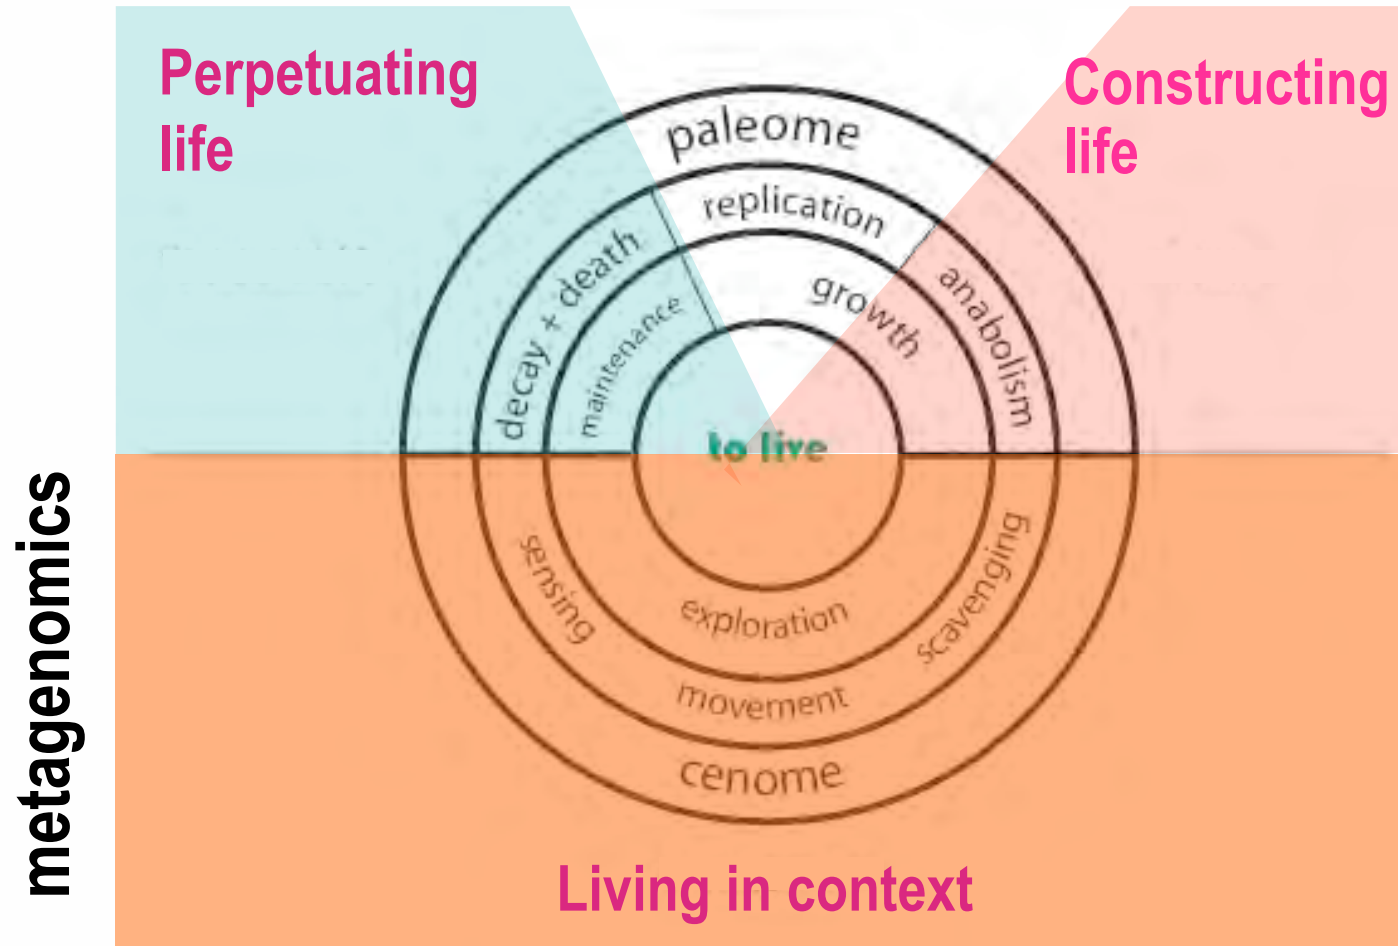 Perpetuating
life
Constructing
life
paleome
replication
decay + death
maintenance
growth
anabolism
to live
sensing
exploration
scavenging
movement
cenome
metagenomics
Living in context